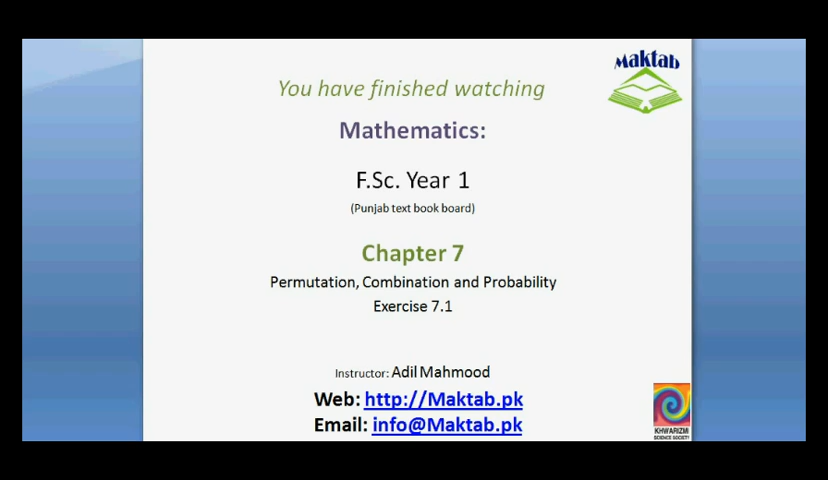 Maktab
You have finished watching
Mathematics:
F.Sc. Year 1
(Punjab text book board)
Chapter 7
Permutation, Combination and Probability
Exercise 7.1
Instructor: Adil Mahmood
Web: http://Maktab.pk
Email: info@Maktab.pk
KHWARIZMI
SCIENCE SOCIETY